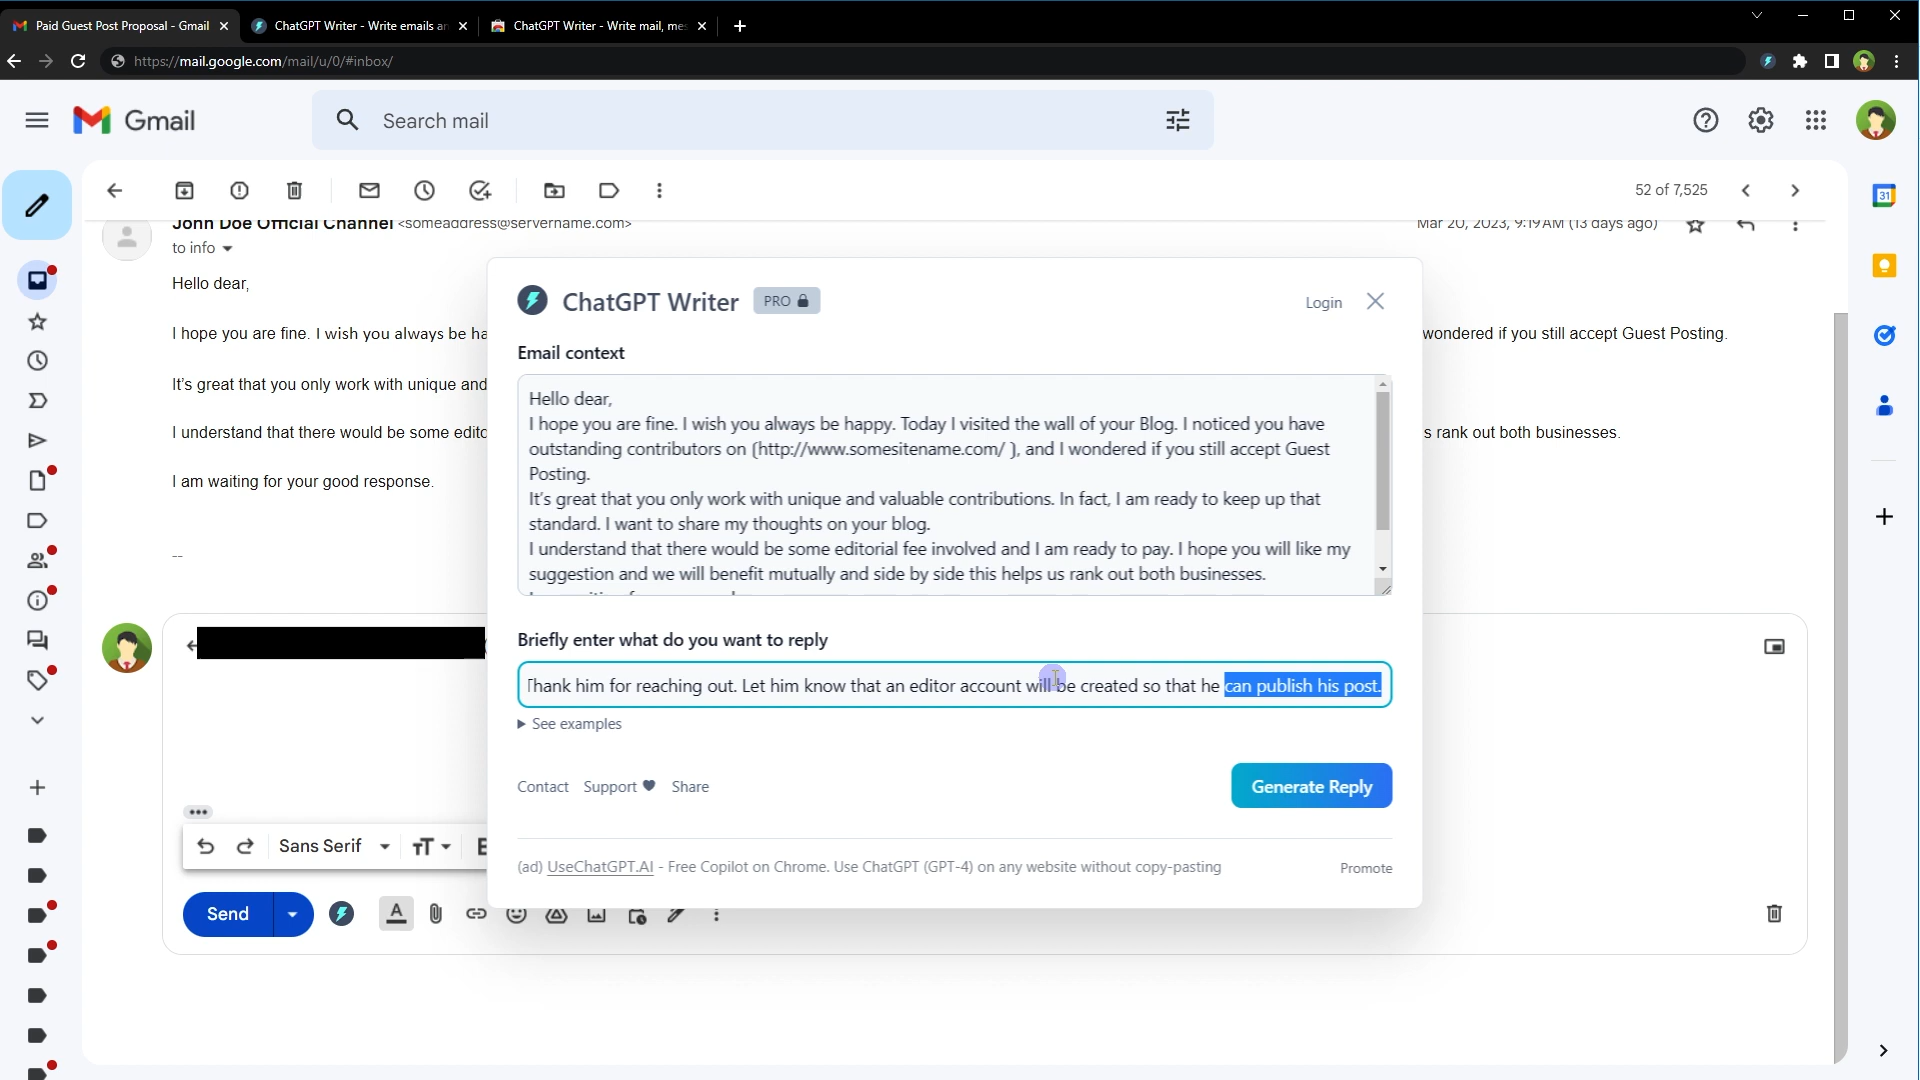 Paid Guest Post Proposal - Gmail
ChatGPT Writer - Write emails an
ChatGPT Writer - Write mail, me
https://mail.google.com/mail/u/0/#inbox/
Gmail
Search mail
52 of 7,525
John Doe Official Channel <someaddress@servername.com>
Mar 20, 2023, 9:19 AM (13 days ago)
to info
Hello dear,
I hope you are fine. I wish you always be ha
wondered if you still accept Guest Posting.
It's great that you only work with unique and
I understand that there would be some edito
s rank out both businesses.
I am waiting for your good response.
--
ChatGPT Writer
PRO
Login
Email context
Hello dear,
I hope you are fine. I wish you always be happy. Today I visited the wall of your Blog. I noticed you have
outstanding contributors on (http://www.somesitename.com/ ), and I wondered if you still accept Guest
Posting.
It's great that you only work with unique and valuable contributions. In fact, I am ready to keep up that
standard. I want to share my thoughts on your blog.
I understand that there would be some editorial fee involved and I am ready to pay. I hope you will like my
suggestion and we will benefit mutually and side by side this helps us rank out both businesses.
Briefly enter what do you want to reply
Thank him for reaching out. Let him know that an editor account will be created so that he can publish his post.
See examples
Contact
Support
Share
Generate Reply
(ad) UseChatGPT.AI - Free Copilot on Chrome. Use ChatGPT (GPT-4) on any website without copy-pasting
Promote
Sans Serif
Send
31